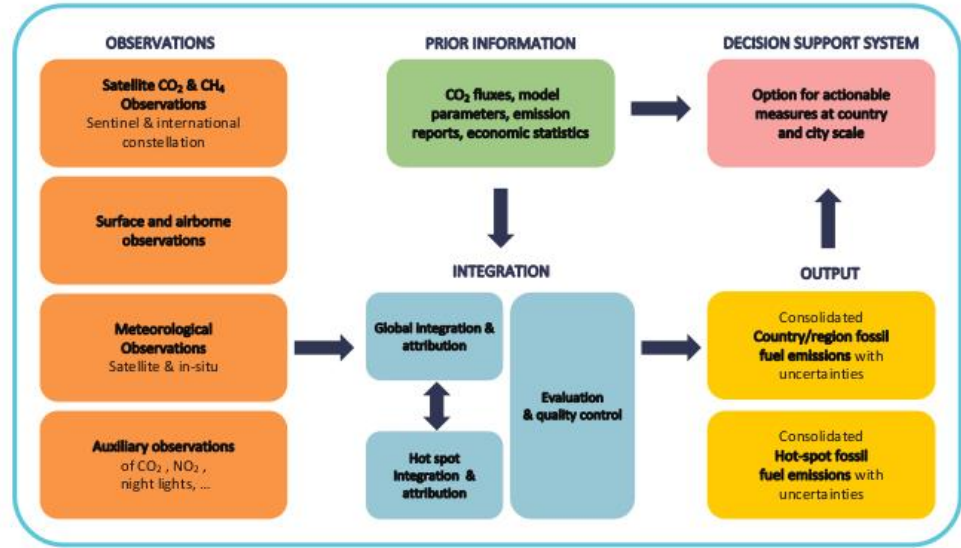 OBSERVATIONS
Satellite CO₂ & CH₄
Observations
Sentinel & international
constellation
Surface and airborne
observations
Meteorological
Observations
Satellite & in-situ
Auxiliary observations
of CO₂ , NO₂ ,
night lights, ...
PRIOR INFORMATION
CO₂ fluxes, model
parameters, emission
reports, economic statistics
INTEGRATION
Global integration &
attribution
Hot spot
integration &
attribution
Evaluation
& quality control
DECISION SUPPORT SYSTEM
Option for actionable
measures at country
and city scale
OUTPUT
Consolidated
Country/region fossil
fuel emissions with
uncertainties
Consolidated
Hot-spot fossil
fuel emissions with
uncertainties